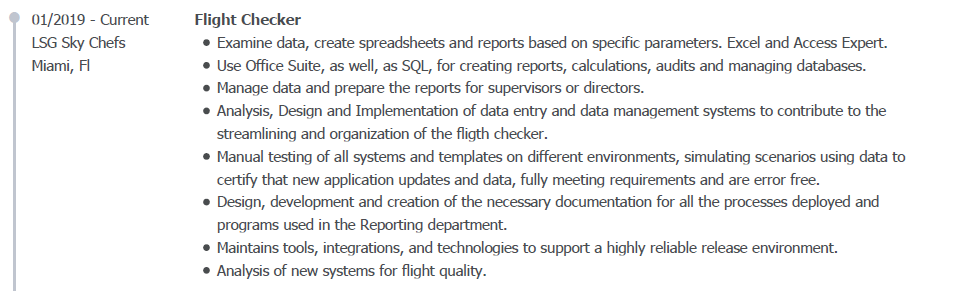 01/2019 - Current
LSG Sky Chefs
Miami, Fl
Flight Checker
● Examine data, create spreadsheets and reports based on specific parameters. Excel and Access Expert.
● Use Office Suite, as well, as SQL, for creating reports, calculations, audits and managing databases.
● Manage data and prepare the reports for supervisors or directors.
● Analysis, Design and Implementation of data entry and data management systems to contribute to the
streamlining and organization of the fligth checker.
● Manual testing of all systems and templates on different environments, simulating scenarios using data to
certify that new application updates and data, fully meeting requirements and are error free.
● Design, development and creation of the necessary documentation for all the processes deployed and
programs used in the Reporting department.
● Maintains tools, integrations, and technologies to support a highly reliable release environment.
● Analysis of new systems for flight quality.